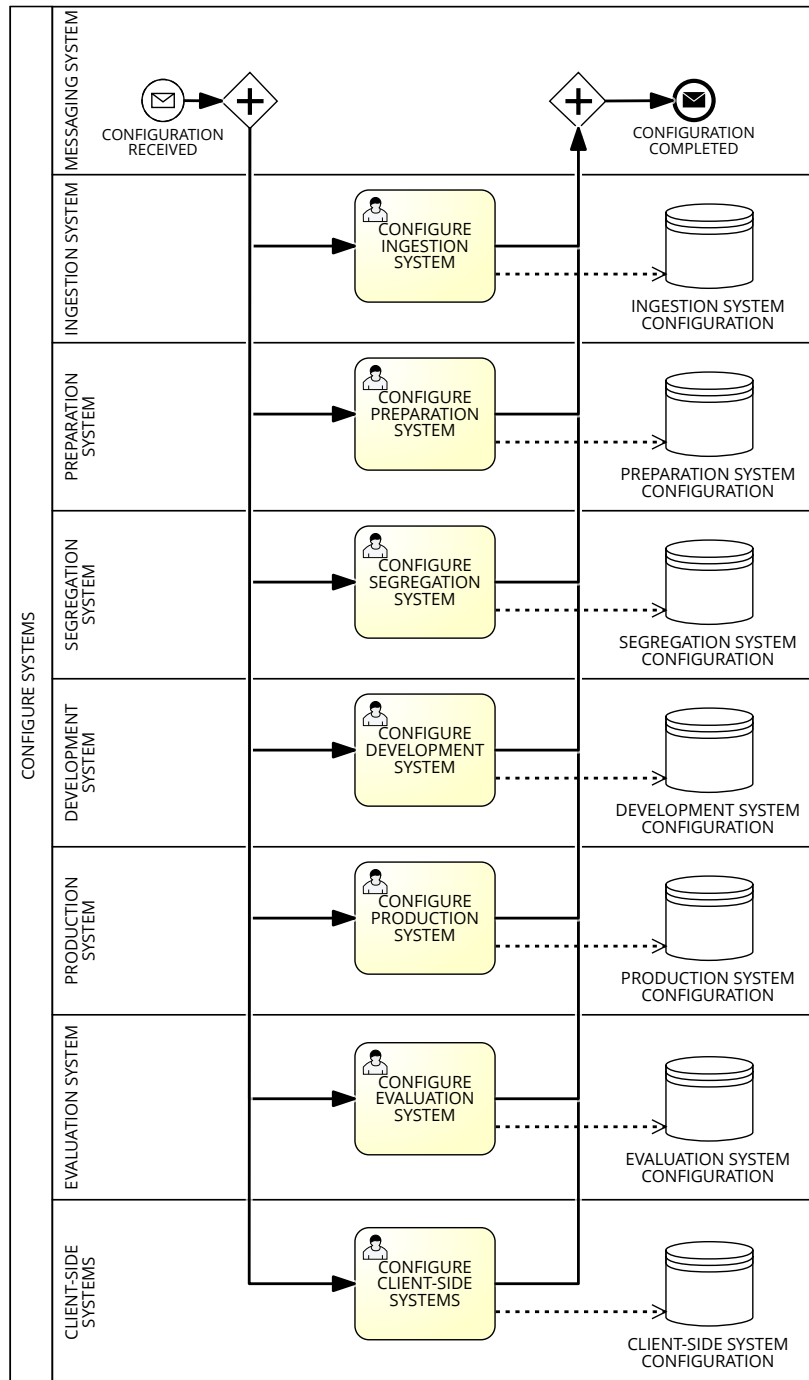 CONFIGURE SYSTEMS
MESSAGING SYSTEM
CONFIGURATION
RECEIVED
CONFIGURATION
COMPLETED
INGESTION SYSTEM
CONFIGURE
INGESTION
SYSTEM
INGESTION SYSTEM
CONFIGURATION
PREPARATION
SYSTEM
CONFIGURE
PREPARATION
SYSTEM
PREPARATION SYSTEM
CONFIGURATION
SEGREGATION
SYSTEM
CONFIGURE
SEGREGATION
SYSTEM
SEGREGATION SYSTEM
CONFIGURATION
DEVELOPMENT
SYSTEM
CONFIGURE
DEVELOPMENT
SYSTEM
DEVELOPMENT SYSTEM
CONFIGURATION
PRODUCTION
SYSTEM
CONFIGURE
PRODUCTION
SYSTEM
PRODUCTION SYSTEM
CONFIGURATION
EVALUATION SYSTEM
CONFIGURE
EVALUATION
SYSTEM
EVALUATION SYSTEM
CONFIGURATION
CLIENT-SIDE
SYSTEMS
CONFIGURE
CLIENT-SIDE
SYSTEMS
CLIENT-SIDE SYSTEM
CONFIGURATION